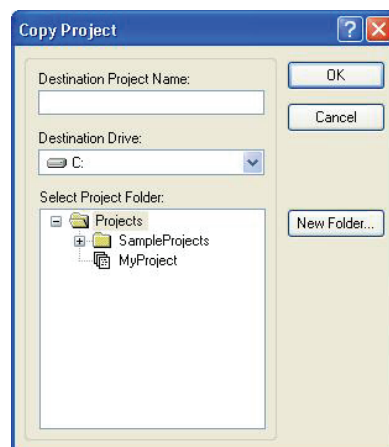 Copy Project
Destination Project Name:
OK
Cancel
Destination Drive:
C:
Select Project Folder:
Projects
SampleProjects
MyProject
New Folder...